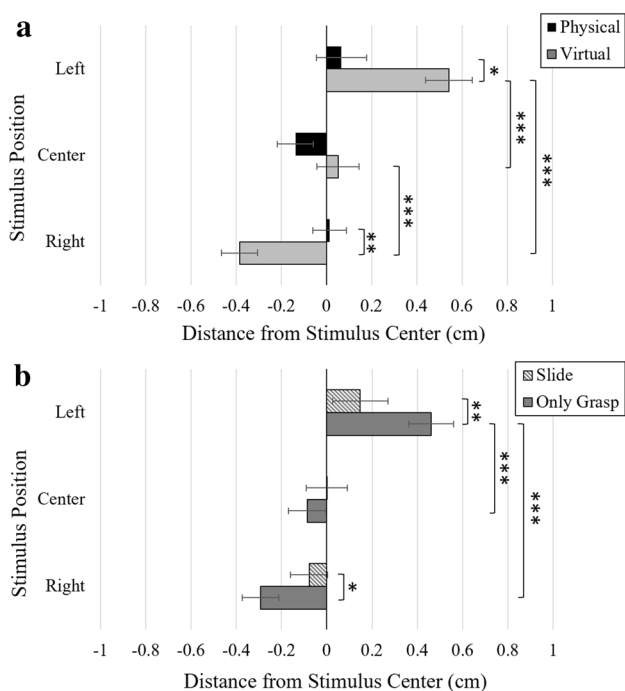 a
Physical
Virtual
Stimulus Position
Left
Center
Right
*
***
***
***
**
-1 -0.8 -0.6 -0.4 -0.2 0 0.2 0.4 0.6 0.8 1
Distance from Stimulus Center (cm)
b
Slide
Only Grasp
Stimulus Position
Left
Center
Right
**
***
***
*
-1 -0.8 -0.6 -0.4 -0.2 0 0.2 0.4 0.6 0.8 1
Distance from Stimulus Center (cm)